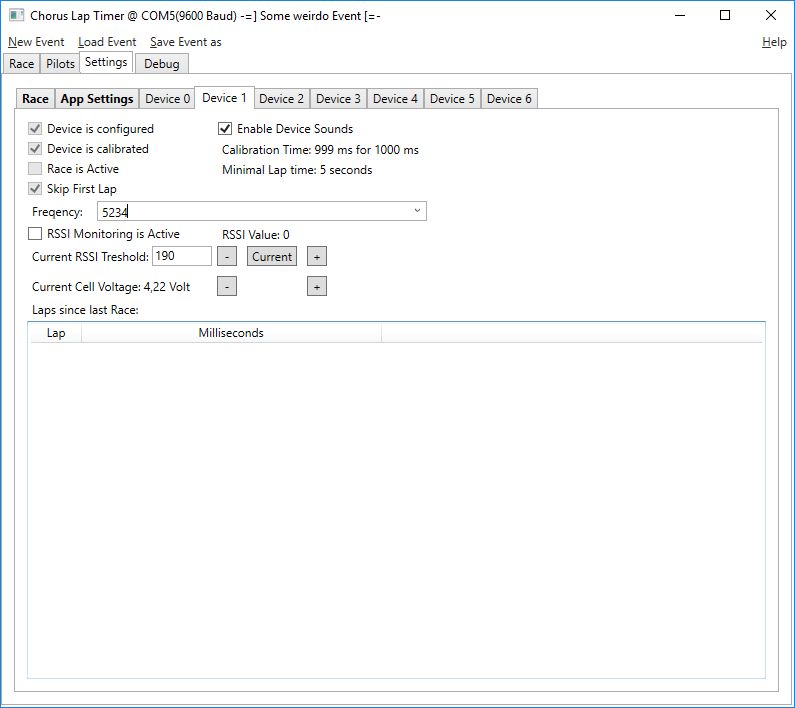 Chorus Lap Timer @ COM5(9600 Baud) -=] Some weirdo Event [=-
New Event Load Event Save Event as Help
Race Pilots Settings Debug
Race App Settings Device 0 Device 1 Device 2 Device 3 Device 4 Device 5 Device 6
Device is configured Enable Device Sounds
Device is calibrated Calibration Time: 999 ms for 1000 ms
Race is Active Minimal Lap time: 5 seconds
Skip First Lap
Freqency: 5234
RSSI Monitoring is Active RSSI Value: 0
Current RSSI Treshold: 190 - Current +
Current Cell Voltage: 4,22 Volt - +
Laps since last Race:
Lap Milliseconds